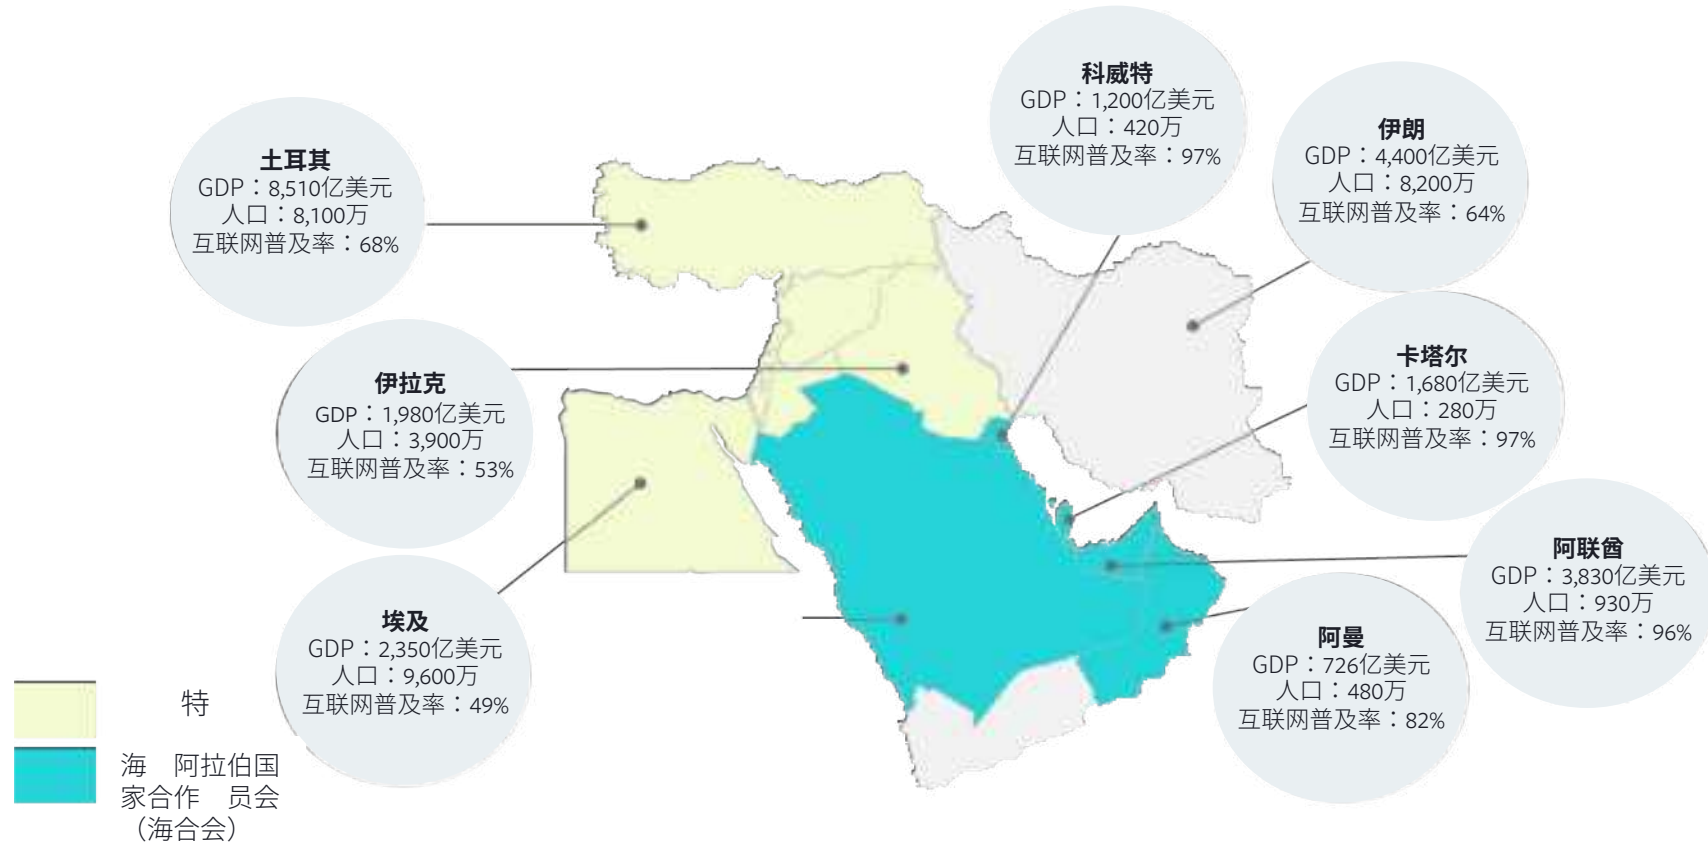 科威特
GDP：1,200亿美元
人口：420万
互联网普及率：97%
伊朗
GDP：4,400亿美元
人口：8,200万
互联网普及率：64%
土耳其
GDP：8,510亿美元
人口：8,100万
互联网普及率：68%
伊拉克
GDP：1,980亿美元
人口：3,900万
互联网普及率：53%
卡塔尔
GDP：1,680亿美元
人口：280万
互联网普及率：97%
阿联酋
GDP：3,830亿美元
人口：930万
互联网普及率：96%
埃及
GDP：2,350亿美元
人口：9,600万
互联网普及率：49%
阿曼
GDP：726亿美元
人口：480万
互联网普及率：82%
特
海　阿拉伯国
家合作　员会
（海合会）